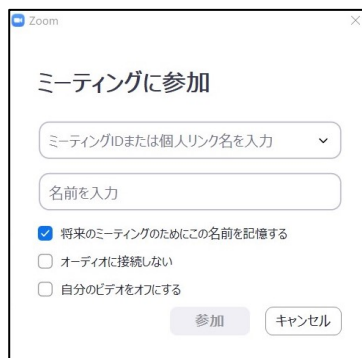 Zoom
ミーティングに参加
ミーティングIDまたは個人リンク名を入力
名前を入力
将来のミーティングのためにこの名前を記憶する
オーディオに接続しない
自分のビデオをオフにする
参加 キャンセル